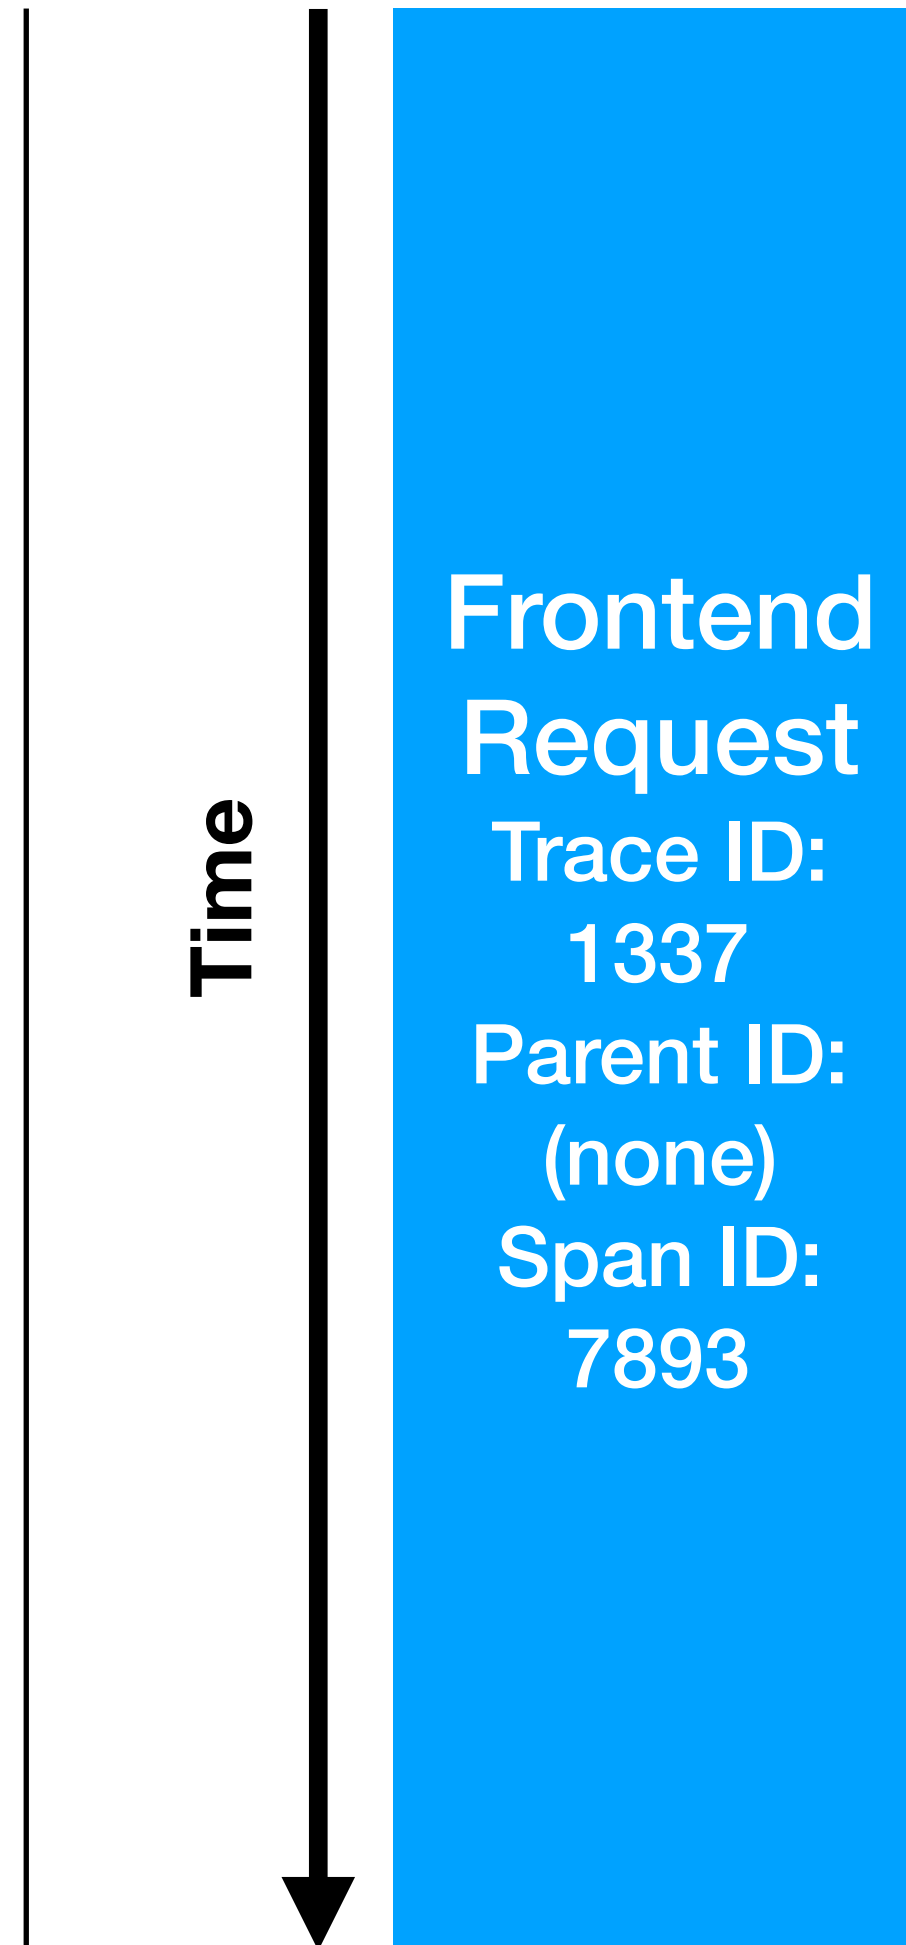 Time
Frontend
Request
Trace ID:
1337
Parent ID:
(none)
Span ID:
7893